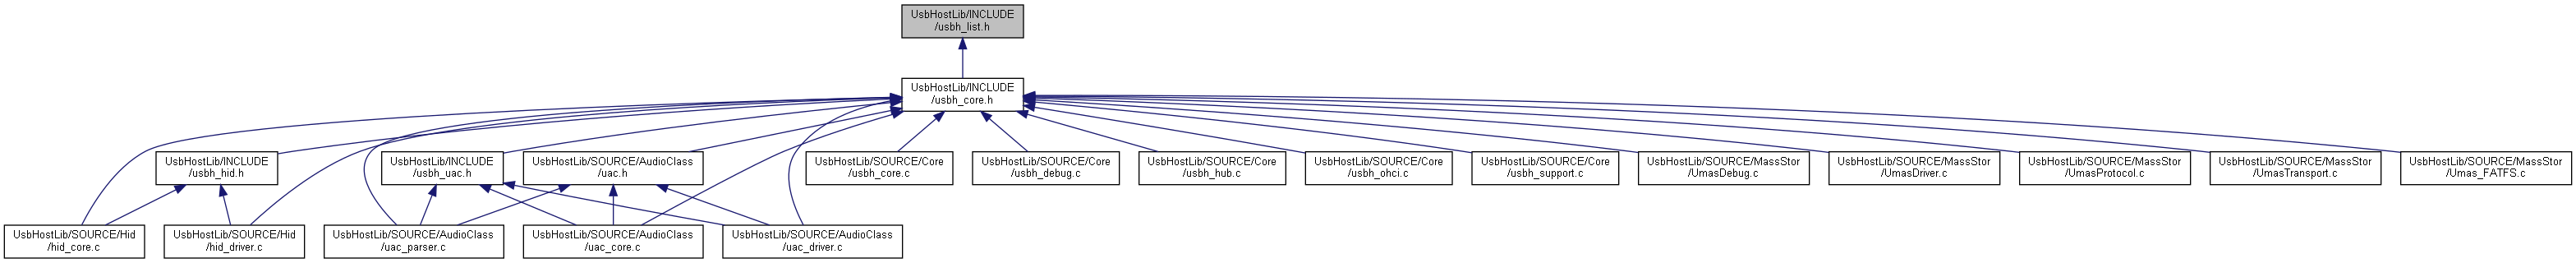 UsbHostLib/INCLUDE
/usbh_list.h
UsbHostLib/INCLUDE
/usbh_core.h
UsbHostLib/INCLUDE
/usbh_hid.h
UsbHostLib/INCLUDE
/usbh_uac.h
UsbHostLib/SOURCE/AudioClass
/uac.h
UsbHostLib/SOURCE/Core
/usbh_core.c
UsbHostLib/SOURCE/Core
/usbh_debug.c
UsbHostLib/SOURCE/Core
/usbh_hub.c
UsbHostLib/SOURCE/Core
/usbh_ohci.c
UsbHostLib/SOURCE/Core
/usbh_support.c
UsbHostLib/SOURCE/MassStor
/UmasDebug.c
UsbHostLib/SOURCE/MassStor
/UmasDriver.c
UsbHostLib/SOURCE/MassStor
/UmasProtocol.c
UsbHostLib/SOURCE/MassStor
/UmasTransport.c
UsbHostLib/SOURCE/MassStor
/Umas_FATFS.c
UsbHostLib/SOURCE/Hid
/hid_core.c
UsbHostLib/SOURCE/Hid
/hid_driver.c
UsbHostLib/SOURCE/AudioClass
/uac_parser.c
UsbHostLib/SOURCE/AudioClass
/uac_core.c
UsbHostLib/SOURCE/AudioClass
/uac_driver.c